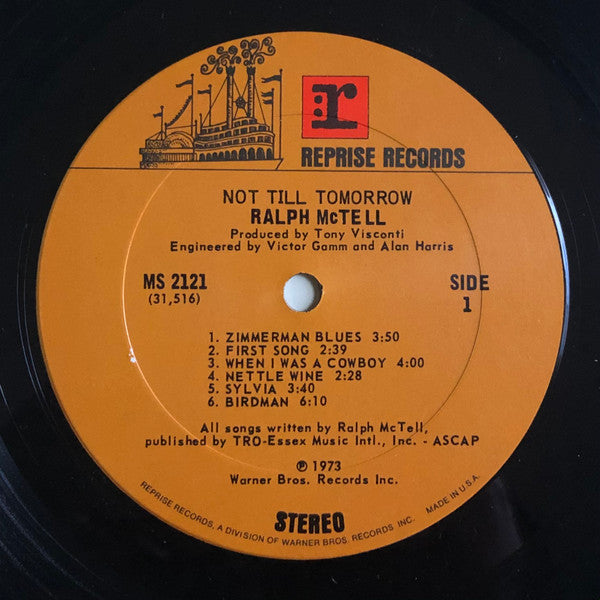 r
REPRISE RECORDS
NOT TILL TOMORROW
RALPH McTELL
Produced by Tony Visconti
Engineered by Victor Gamm and Alan Harris
MS 2121
(31,516)
SIDE
1
1. ZIMMERMAN BLUES 3:50
2. FIRST SONG 2:39
3. WHEN I WAS A COWBOY 4:00
4. NETTLE WINE 2:28
5. SYLVIA 3:40
6. BIRDMAN 6:10
All songs written by Ralph McTell,
published by TRO-Essex Music Intl., Inc. - ASCAP
℗ 1973
Warner Bros. Records Inc.
STEREO
REPRISE RECORDS, A DIVISION OF WARNER BROS. RECORDS INC. MADE IN U.S.A.